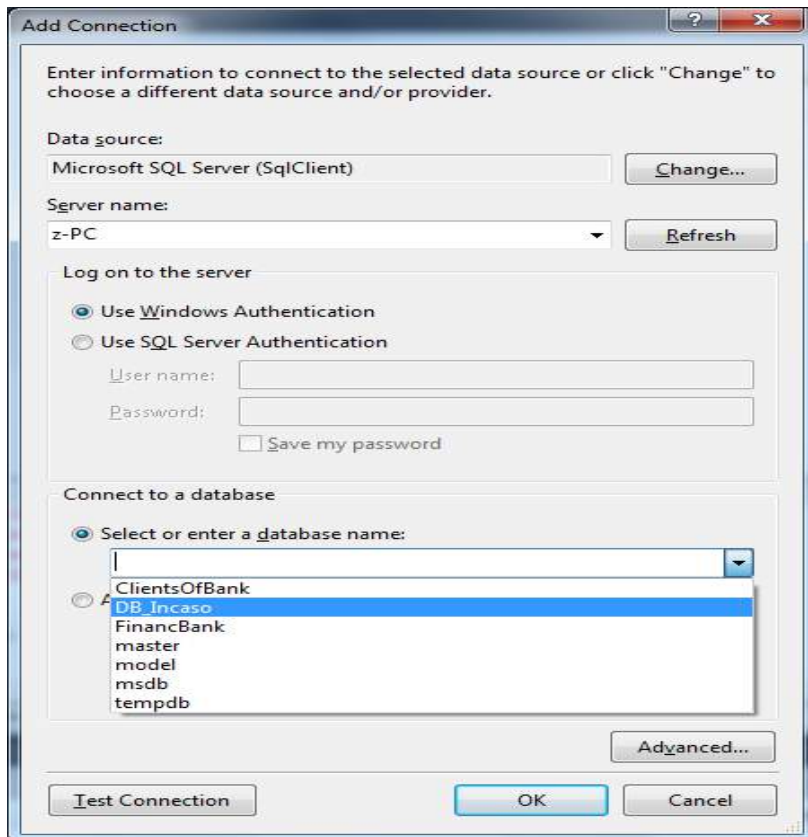 Add Connection
?
Enter information to connect to the selected data source or click "Change" to
choose a different data source and/or provider.
Data source:
Microsoft SQL Server (SqlClient)
Change...
Server name:
z-PC
Refresh
Log on to the server
Use Windows Authentication
Use SQL Server Authentication
User name:
Password:
Save my password
Connect to a database
Select or enter a database name:
A
ClientsOfBank
DB_Incaso
FinancBank
master
model
msdb
tempdb
Advanced...
Test Connection
OK
Cancel